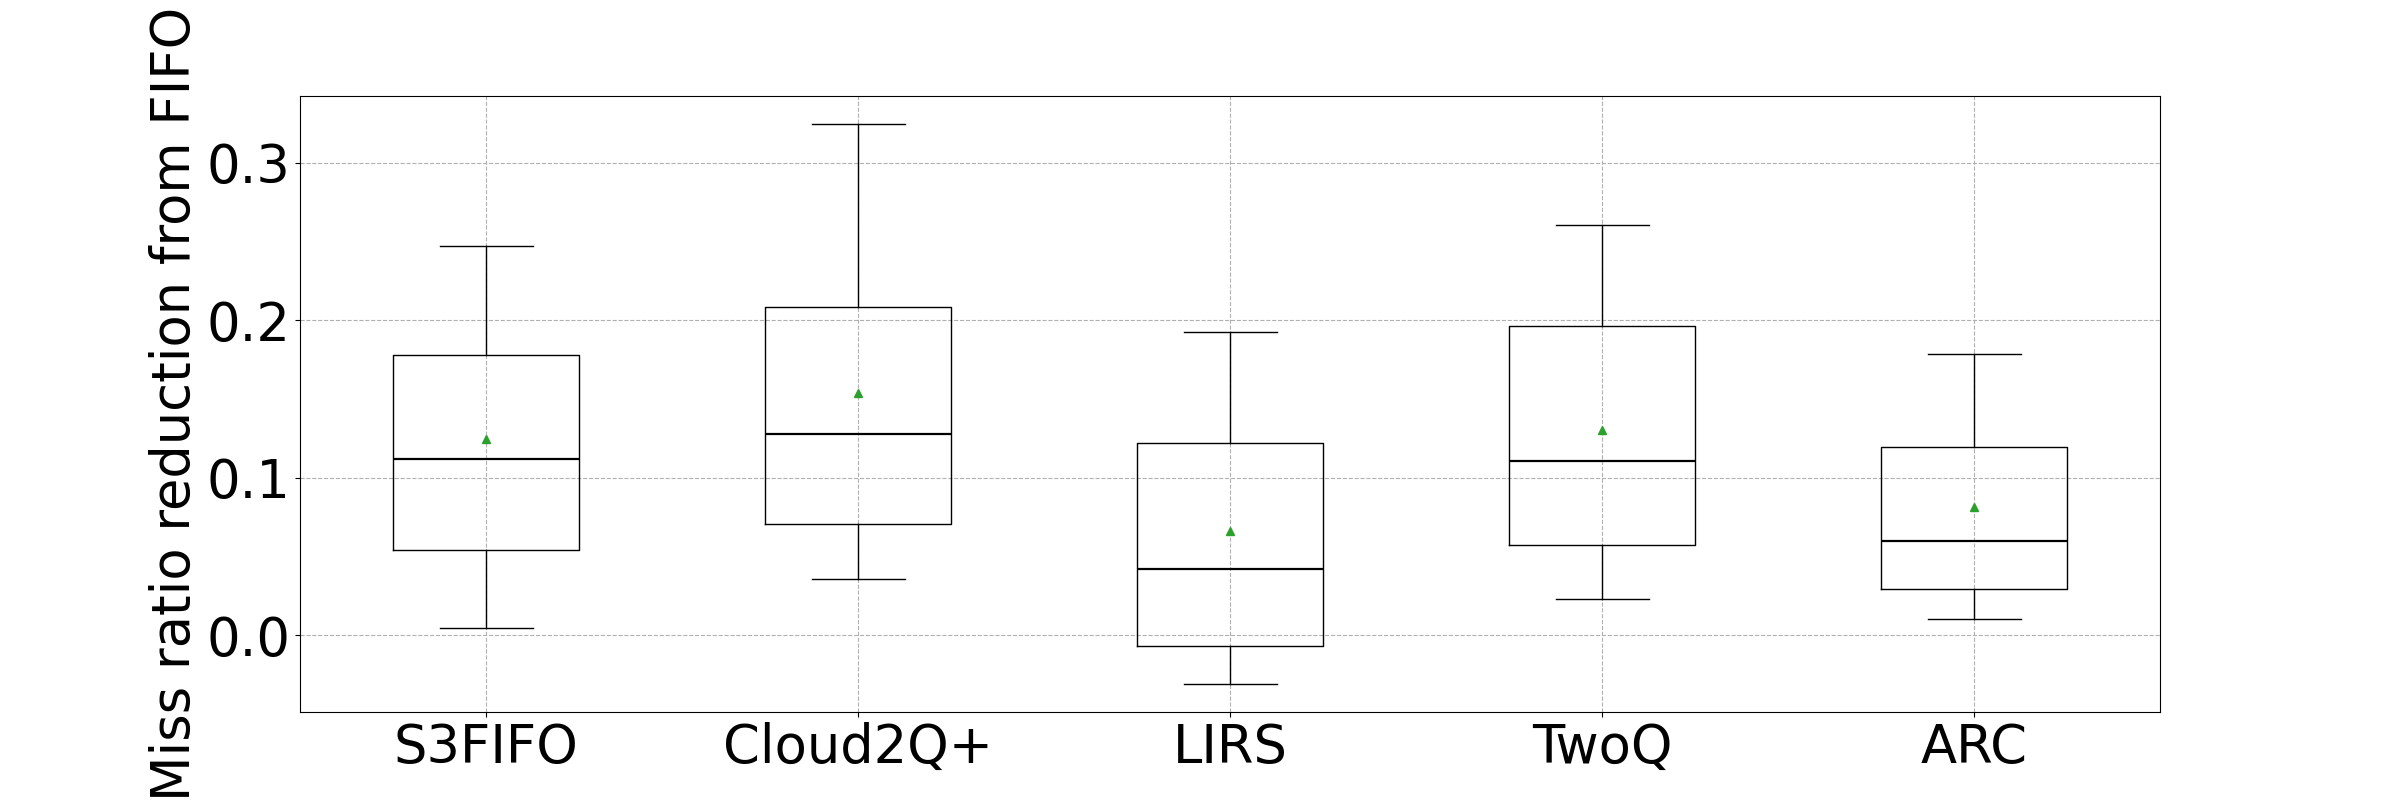 Miss ratio reduction from FIFO
0.3
0.2
0.1
0.0
S3FIFO
Cloud2Q+
LIRS
TwoQ
ARC